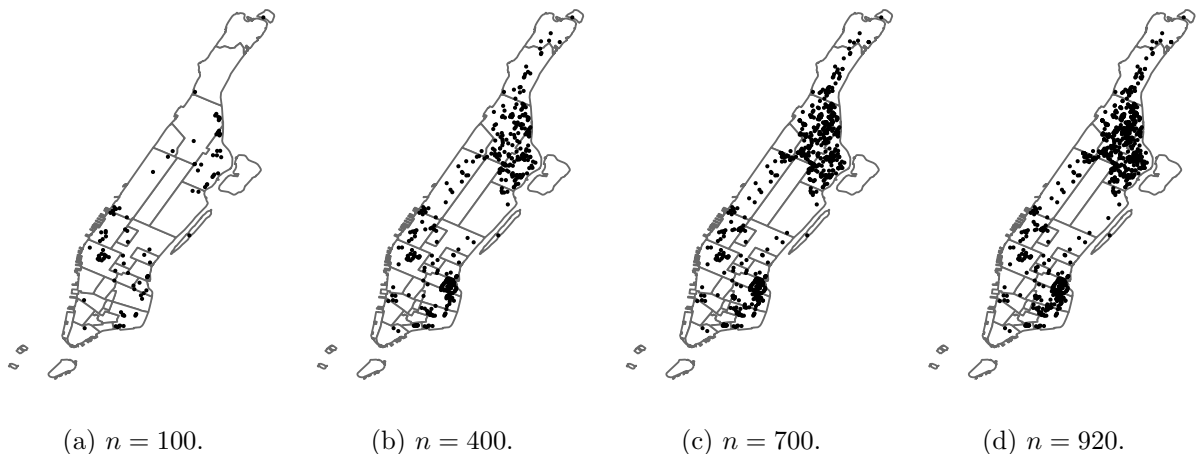 (a) n = 100.
(b) n = 400.
(c) n = 700.
(d) n = 920.